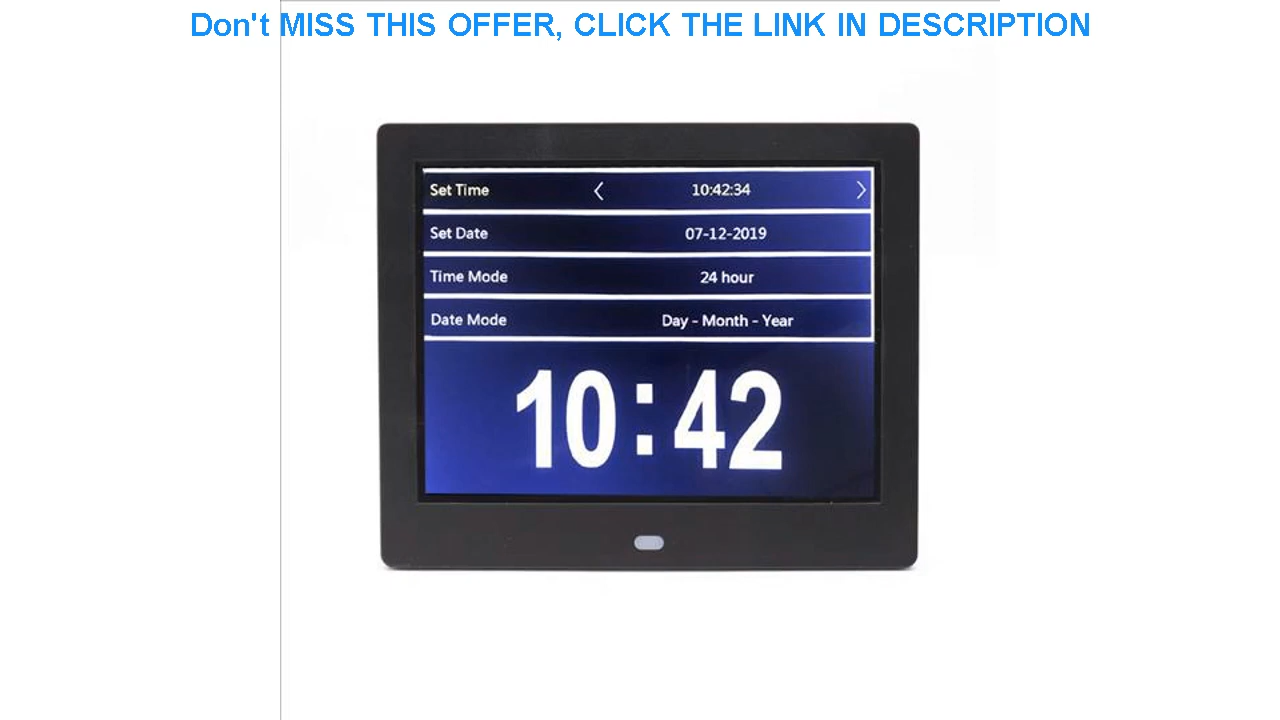 Don't MISS THIS OFFER, CLICK THE LINK IN DESCRIPTION
Set Time < 10:42:34 >
Set Date 07-12-2019
Time Mode 24 hour
Date Mode Day - Month - Year
10:42